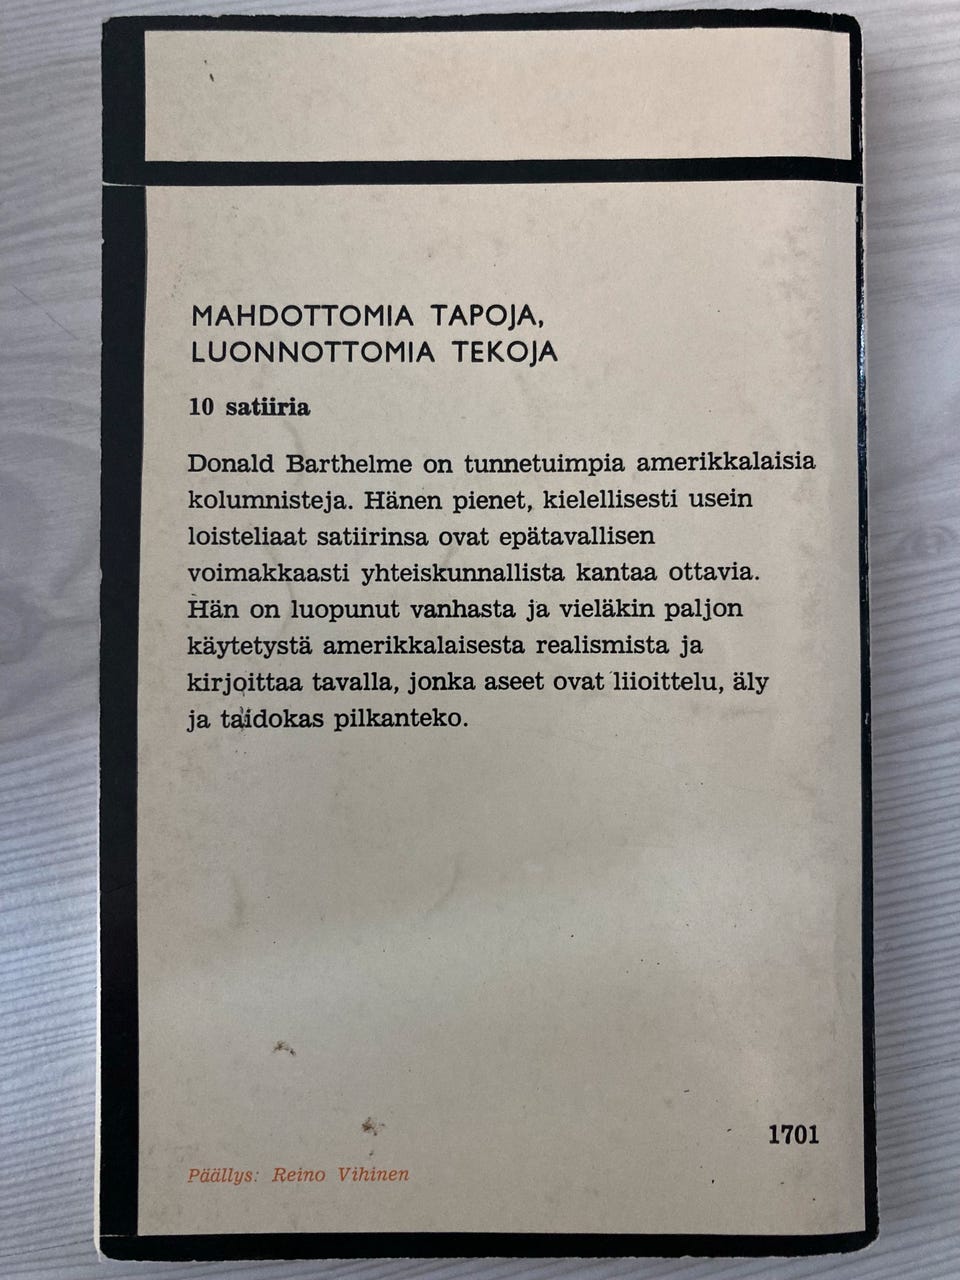 MAHDOTTOMIA TAPOJA,
LUONNOTTOMIA TEKOJA
10 satiiria
Donald Barthelme on tunnetuimpia amerikkalaisia
kolumnisteja. Hänen pienet, kielellisesti usein
loisteliaat satiirinsa ovat epätavallisen
voimakkaasti yhteiskunnallista kantaa ottavia.
Hän on luopunut vanhasta ja vieläkin paljon
käytetystä amerikkalaisesta realismista ja
kirjoittaa tavalla, jonka aseet ovat liioittelu, äly
ja taidokas pilkanteko.
1701
Päällys: Reino Vihinen